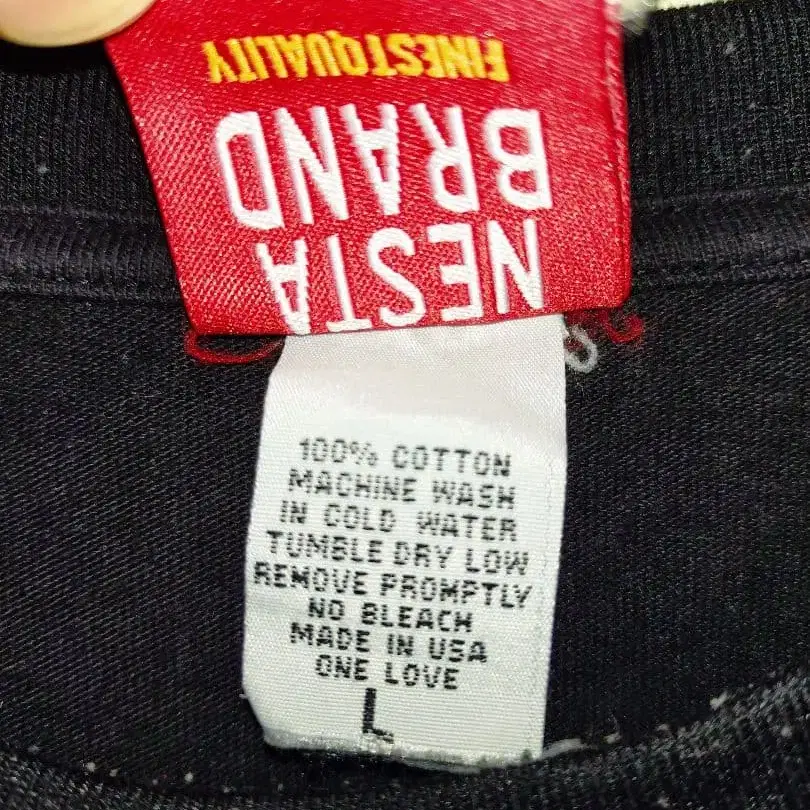 NESTA
BRAND
FINESTQUALITY
100% COTTON
MACHINE WASH
IN COLD WATER
TUMBLE DRY LOW
REMOVE PROMPTLY
NO BLEACH
MADE IN USA
ONE LOVE
L